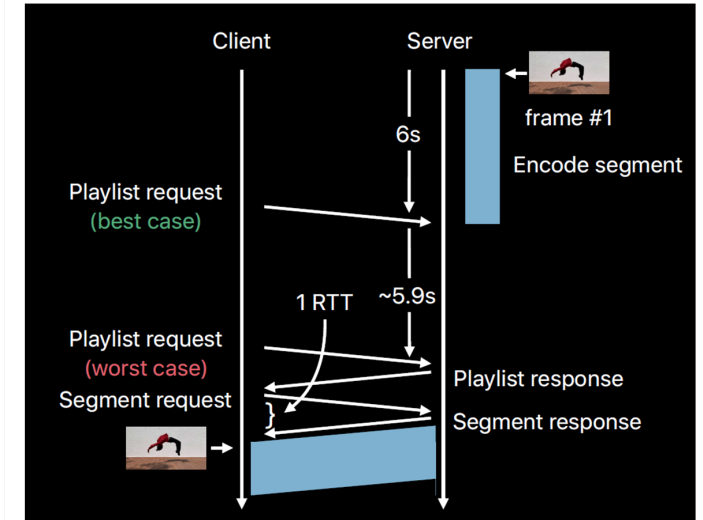 Client
Server
frame #1
6s
Encode segment
Playlist request
(best case)
1 RTT
~5.9s
Playlist request
(worst case)
Playlist response
Segment request
Segment response